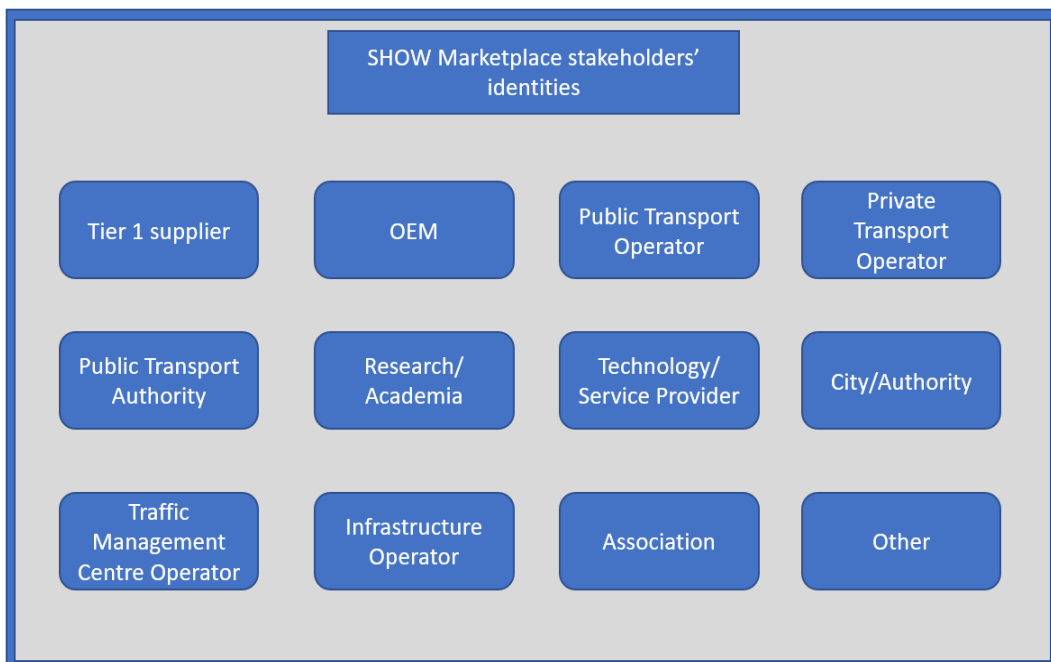 SHOW Marketplace stakeholders’
identities
Tier 1 supplier
OEM
Public Transport
Operator
Private
Transport
Operator
Public Transport
Authority
Research/
Academia
Technology/
Service Provider
City/Authority
Traffic
Management
Centre Operator
Infrastructure
Operator
Association
Other